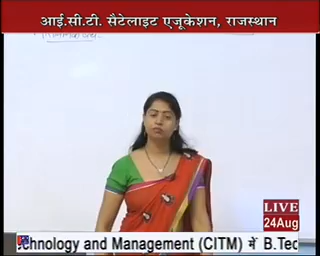 आई.सी.टी. सैटेलाइट एजूकेशन, राजस्थान
LIVE
24Aug
chnology and Management (CITM) में B.Tec